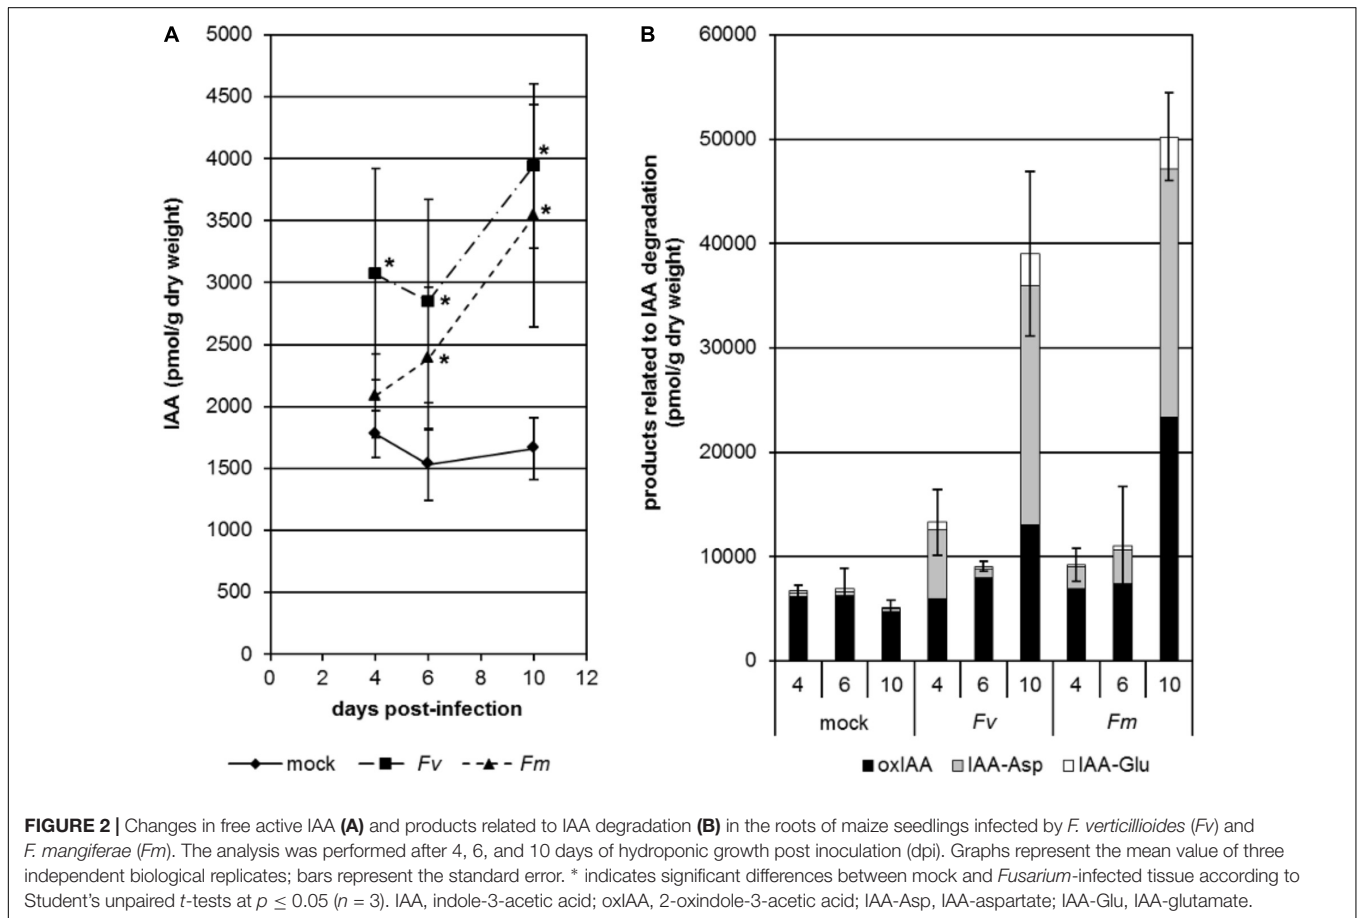 A
5000
4500
4000
3500
3000
2500
2000
1500
1000
500
0
IAA (pmol/g dry weight)
*
*
*
*
*
0 2 4 6 8 10 12
days post-infection
mock Fv Fm
B
60000
50000
40000
30000
20000
10000
0
products related to IAA degradation
(pmol/g dry weight)
4 6 10 4 6 10 4 6 10
mock Fv Fm
oxIAA IAA-Asp IAA-Glu
FIGURE 2 | Changes in free active IAA (A) and products related to IAA degradation (B) in the roots of maize seedlings infected by F. verticillioides (Fv) and
F. mangiferae (Fm). The analysis was performed after 4, 6, and 10 days of hydroponic growth post inoculation (dpi). Graphs represent the mean value of three
independent biological replicates; bars represent the standard error. * indicates significant differences between mock and Fusarium-infected tissue according to
Student's unpaired t-tests at p ≤ 0.05 (n = 3). IAA, indole-3-acetic acid; oxIAA, 2-oxindole-3-acetic acid; IAA-Asp, IAA-aspartate; IAA-Glu, IAA-glutamate.